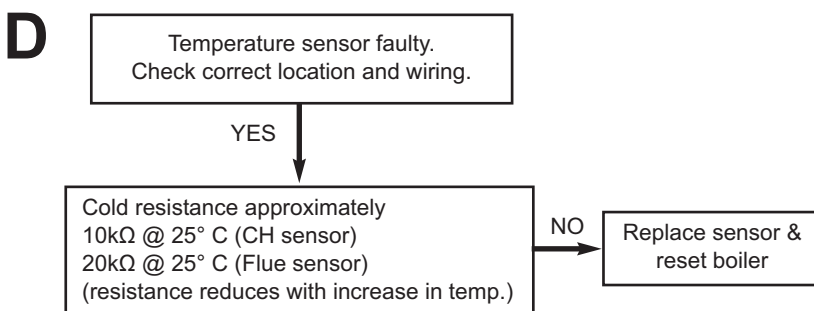 D
Temperature sensor faulty.
Check correct location and wiring.
YES
Cold resistance approximately
10kΩ @ 25° C (CH sensor)
20kΩ @ 25° C (Flue sensor)
(resistance reduces with increase in temp.)
NO
Replace sensor &
reset boiler